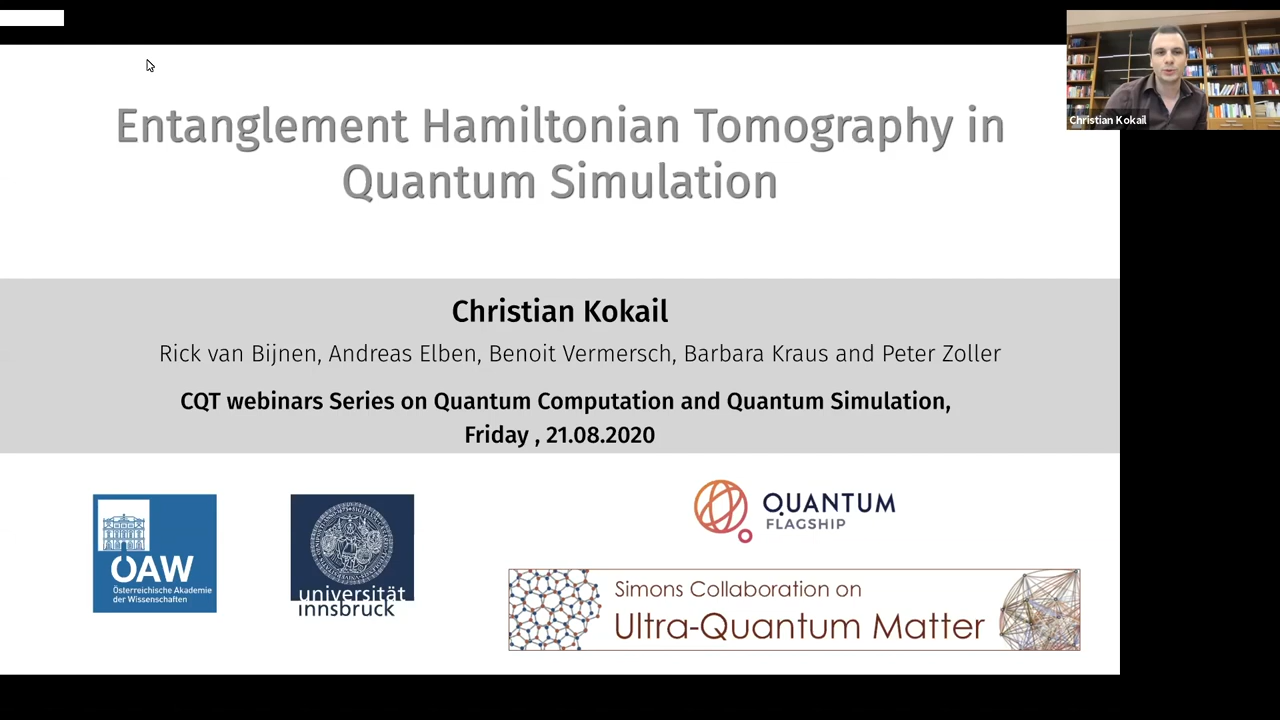 Entanglement Hamiltonian Tomography in
Quantum Simulation
Christian Kokail
Christian Kokail
Rick van Bijnen, Andreas Elben, Benoit Vermersch, Barbara Kraus and Peter Zoller
CQT webinars Series on Quantum Computation and Quantum Simulation,
Friday , 21.08.2020
ÖAW
Österreichische Akademie
der Wissenschaften
universität
innsbruck
QUANTUM
FLAGSHIP
Simons Collaboration on
Ultra-Quantum Matter